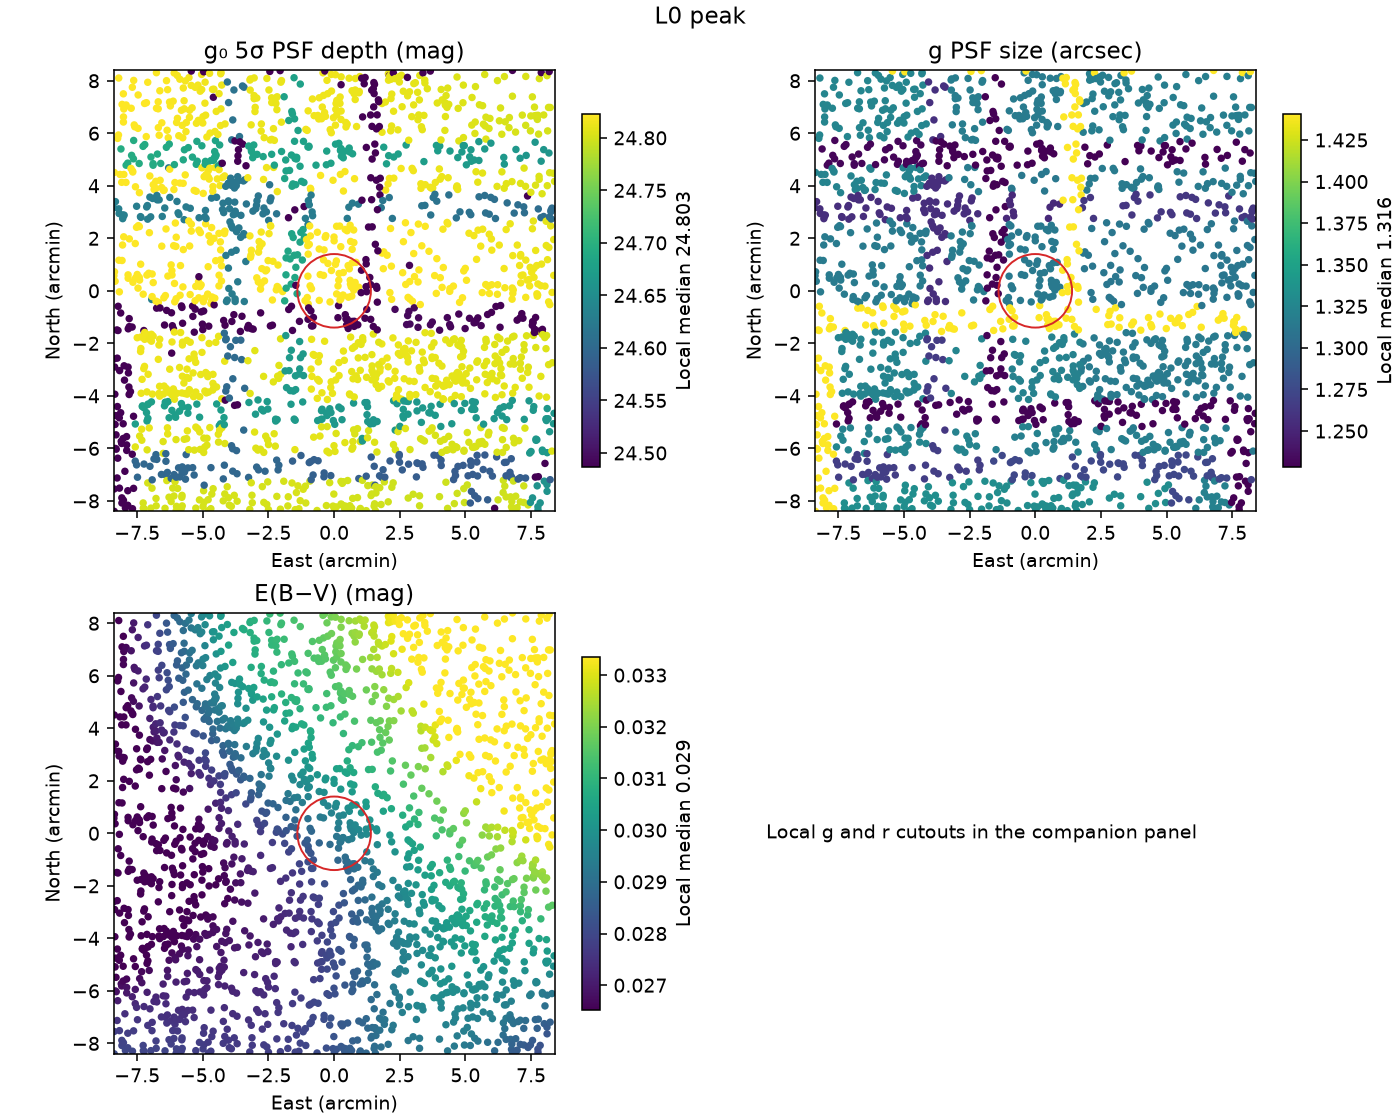 L0 peak
g₀ 5σ PSF depth (mag)
8
6
4
2
0
−2
−4
−6
−8
−7.5 −5.0 −2.5 0.0 2.5 5.0 7.5
East (arcmin)
North (arcmin)
24.80
24.75
24.70
24.65
24.60
24.55
24.50
Local median 24.803
g PSF size (arcsec)
8
6
4
2
0
−2
−4
−6
−8
−7.5 −5.0 −2.5 0.0 2.5 5.0 7.5
East (arcmin)
North (arcmin)
1.425
1.400
1.375
1.350
1.325
1.300
1.275
1.250
Local median 1.316
E(B−V) (mag)
8
6
4
2
0
−2
−4
−6
−8
−7.5 −5.0 −2.5 0.0 2.5 5.0 7.5
East (arcmin)
North (arcmin)
0.033
0.032
0.031
0.030
0.029
0.028
0.027
Local median 0.029
Local g and r cutouts in the companion panel